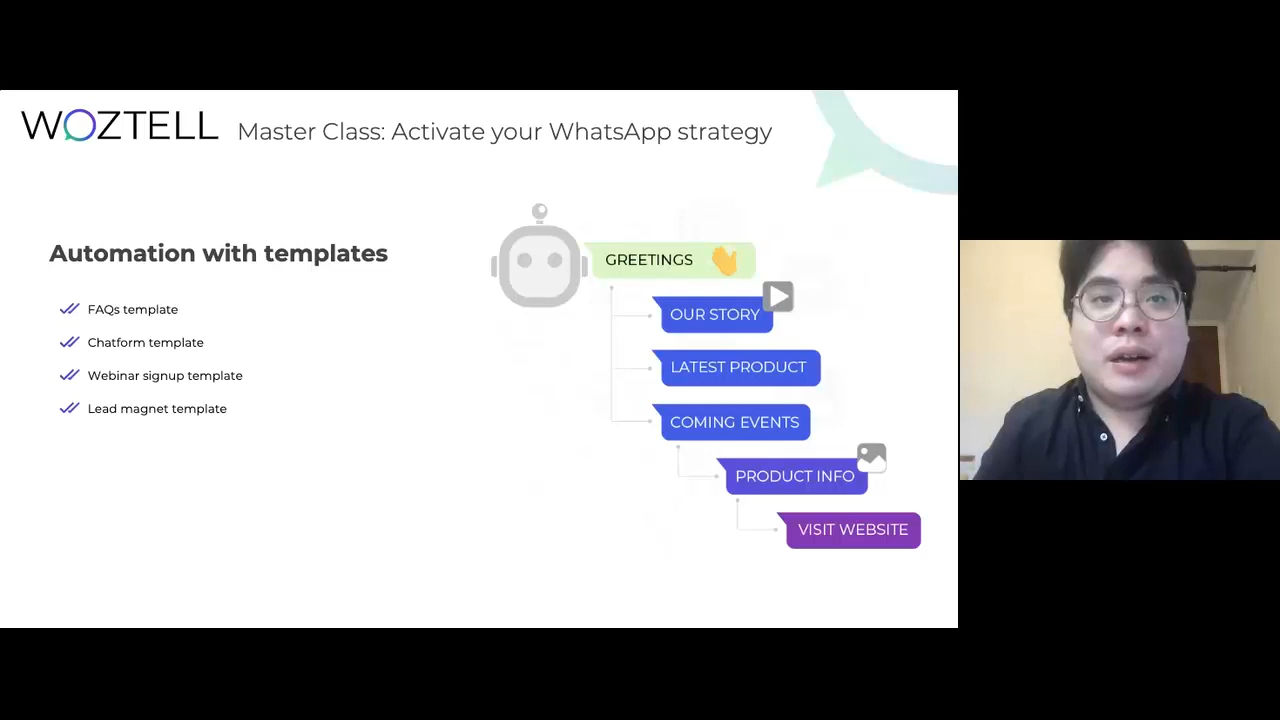 WOZTELL Master Class: Activate your WhatsApp strategy
Automation with templates
FAQs template
Chatform template
Webinar signup template
Lead magnet template
GREETINGS
OUR STORY
LATEST PRODUCT
COMING EVENTS
PRODUCT INFO
VISIT WEBSITE